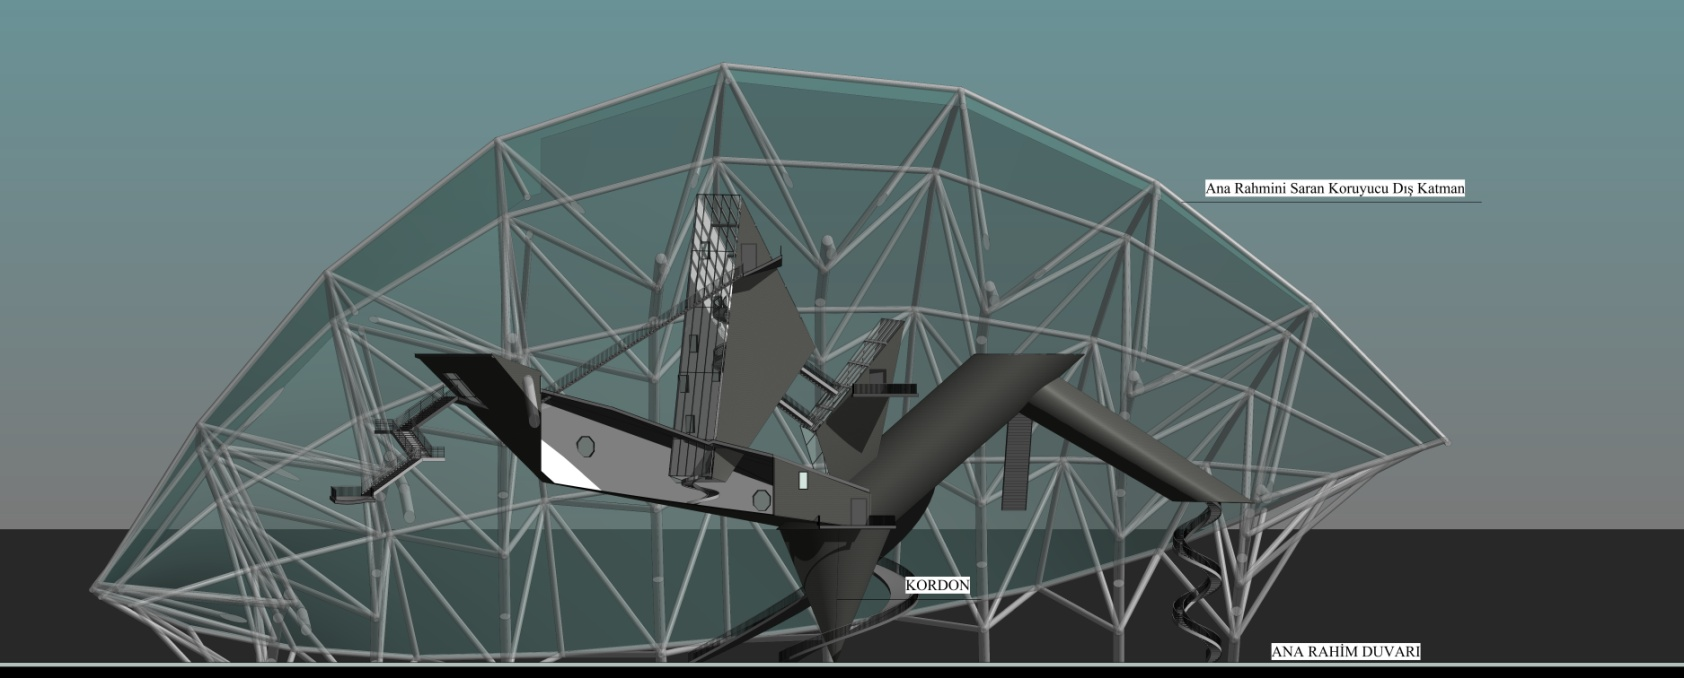 Ana Rahmini Saran Koruyucu Dış Katman
KORDON
ANA RAHİM DUVARI